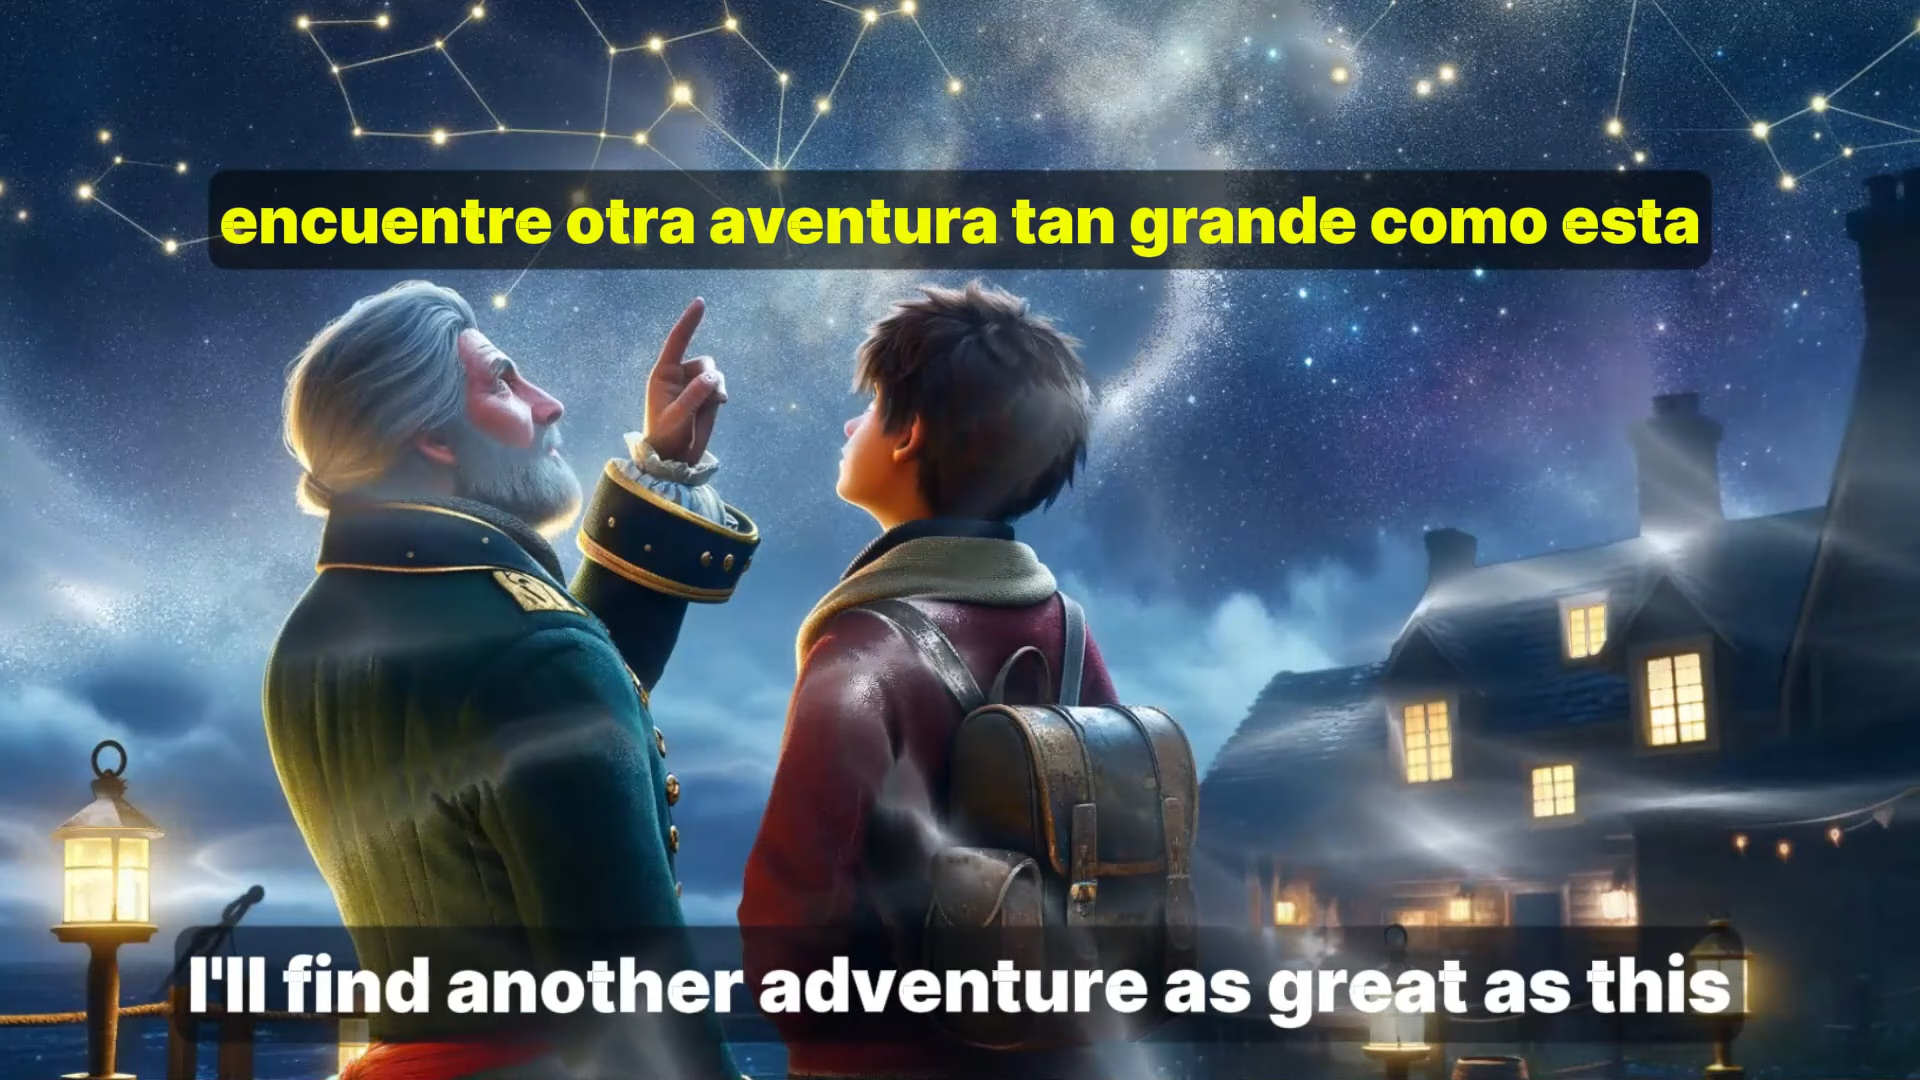 encuentre otra aventura tan grande como esta
I'll find another adventure as great as this